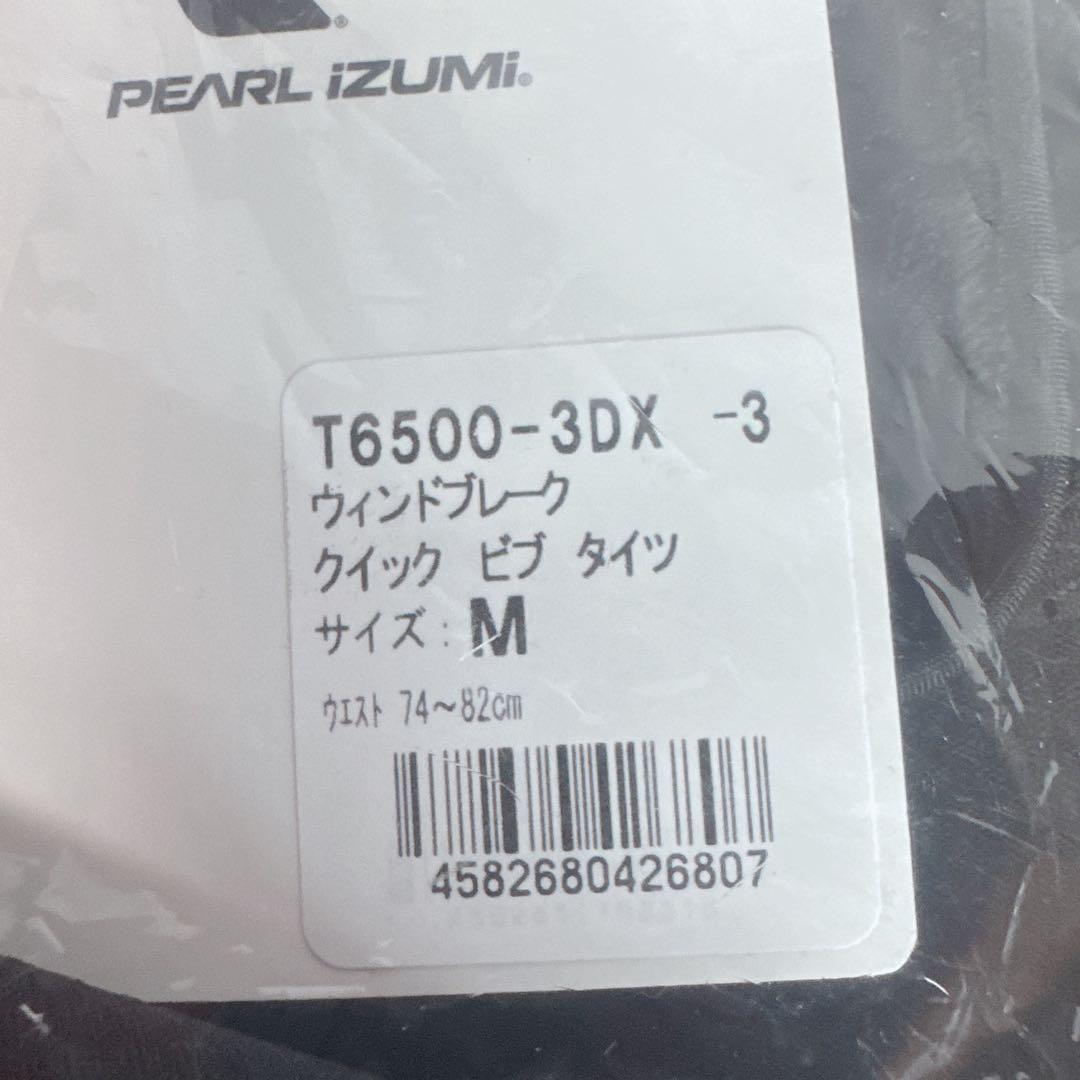 PEARL iZUMi®
T6500-3DX -3
ウィンドブレーク
クイック ビブ タイツ
サイズ: M
ウエスト 74～82cm
4582680426807